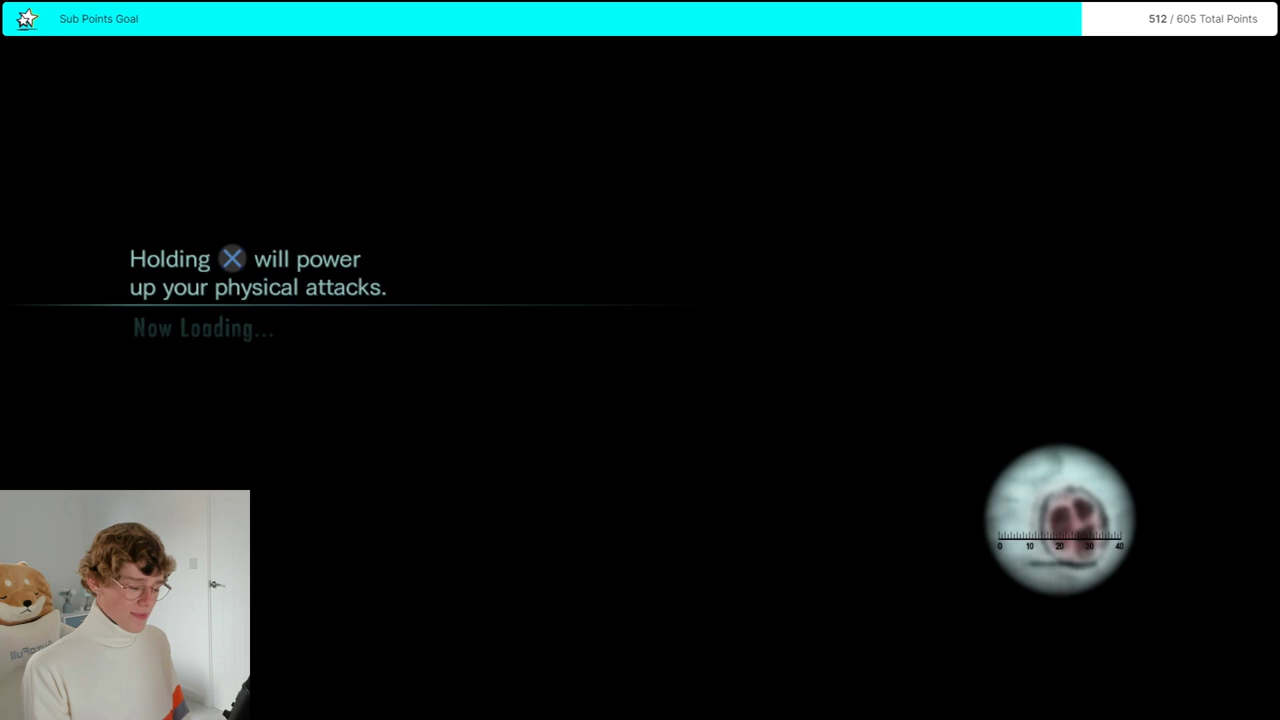 Sub Points Goal
512 / 605 Total Points
Holding X will power
up your physical attacks.
Now Loading...
0 10 20 30 40